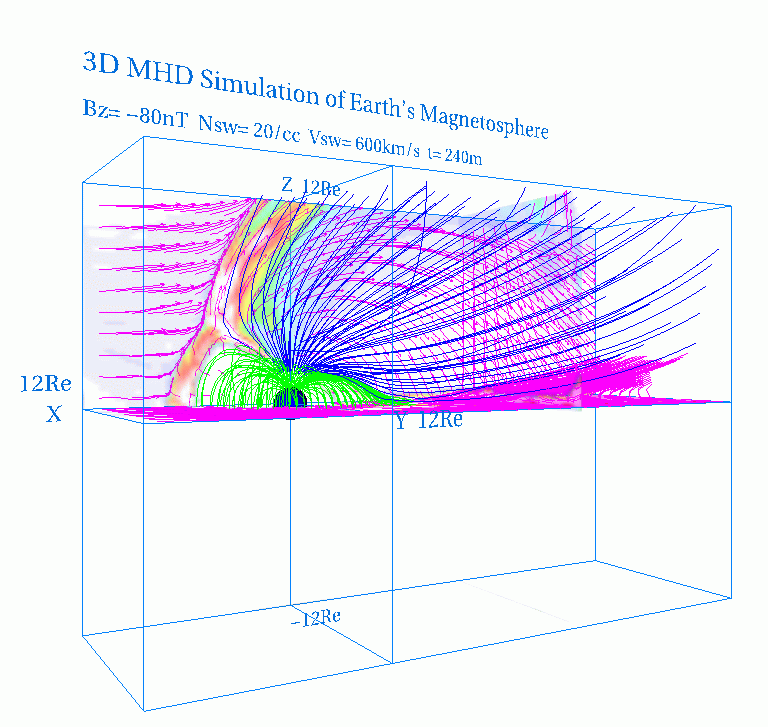 3D MHD Simulation of Earth's Magnetosphere
Bz= -80nT Nsw= 20/cc Vsw= 600km/s t= 240m
Z 12Re
12Re
X
Y 12Re
-12Re